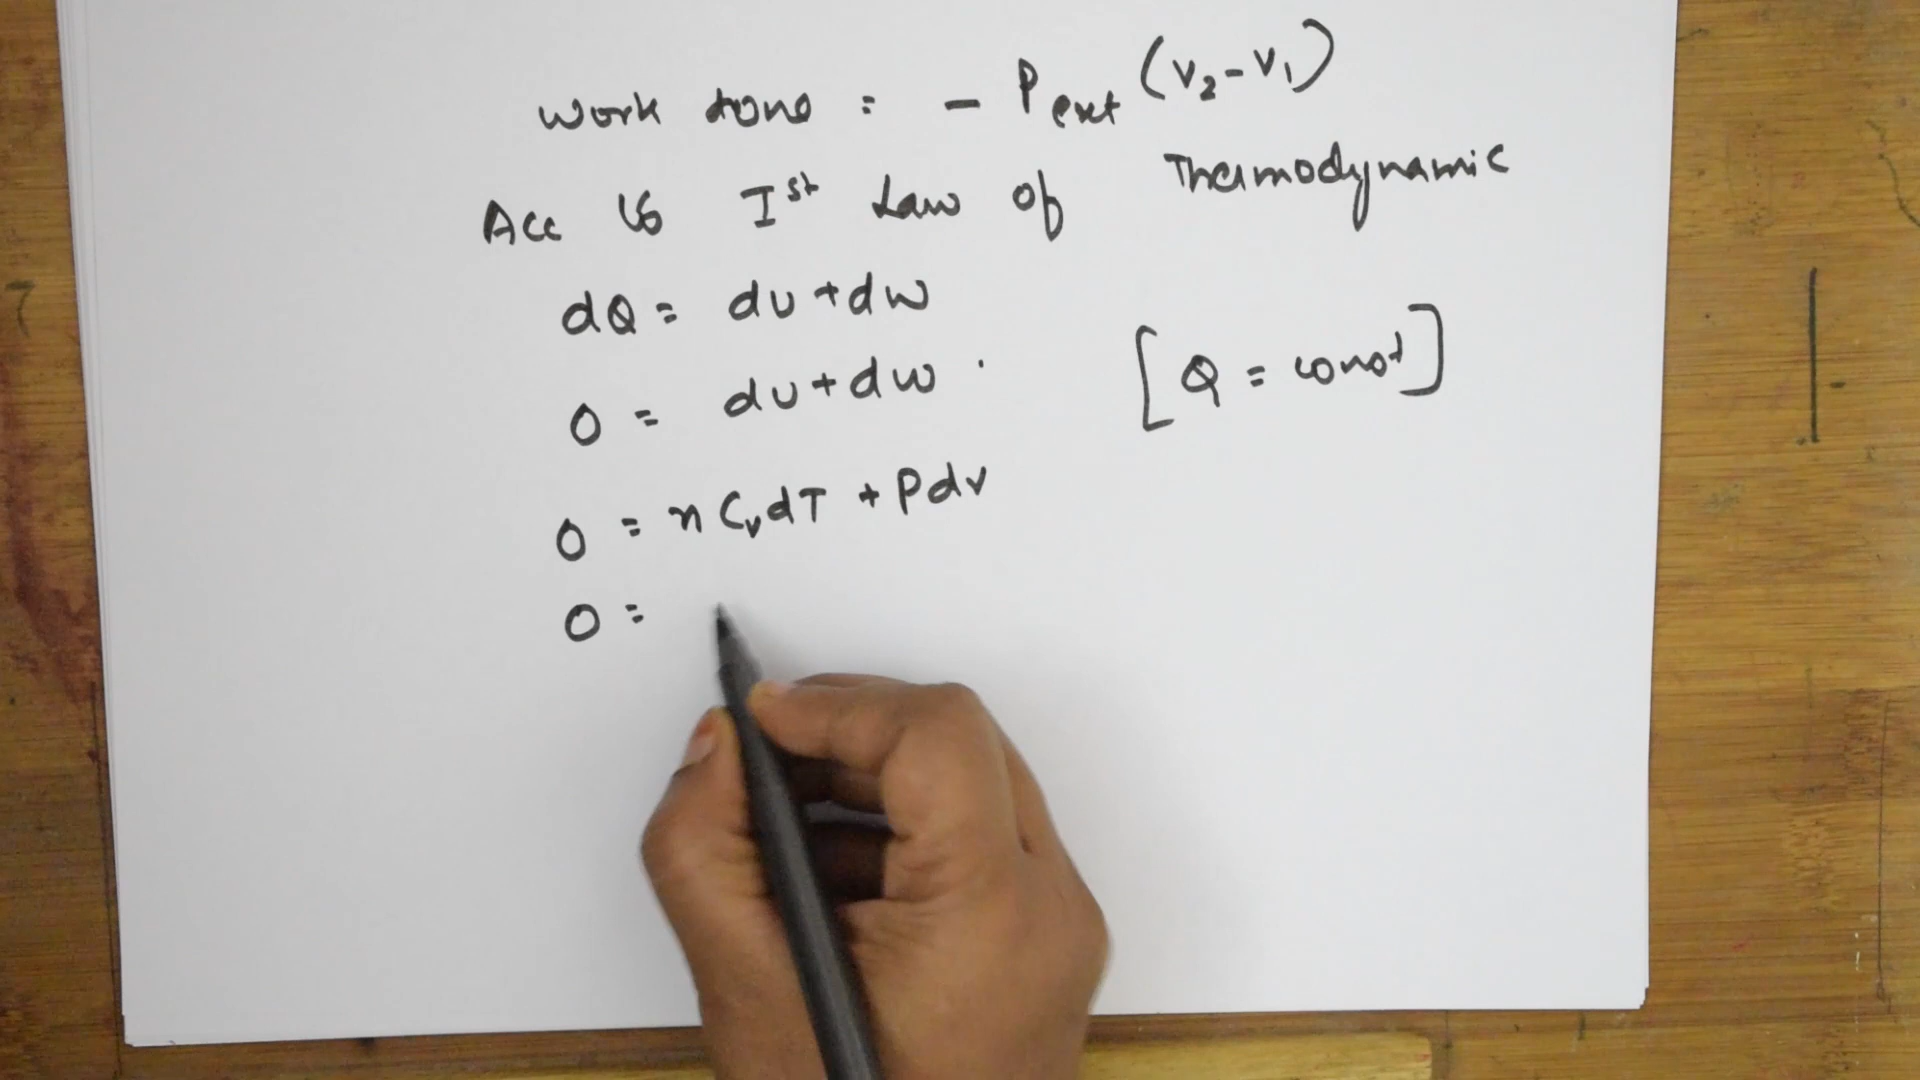 Work done = - Pext (V2-V1)
Acc to Ist Law of Thermodynamic
dQ = dU + dW
0 = dU + dW . [Q = const]
0 = n CvdT + Pdv
0 =